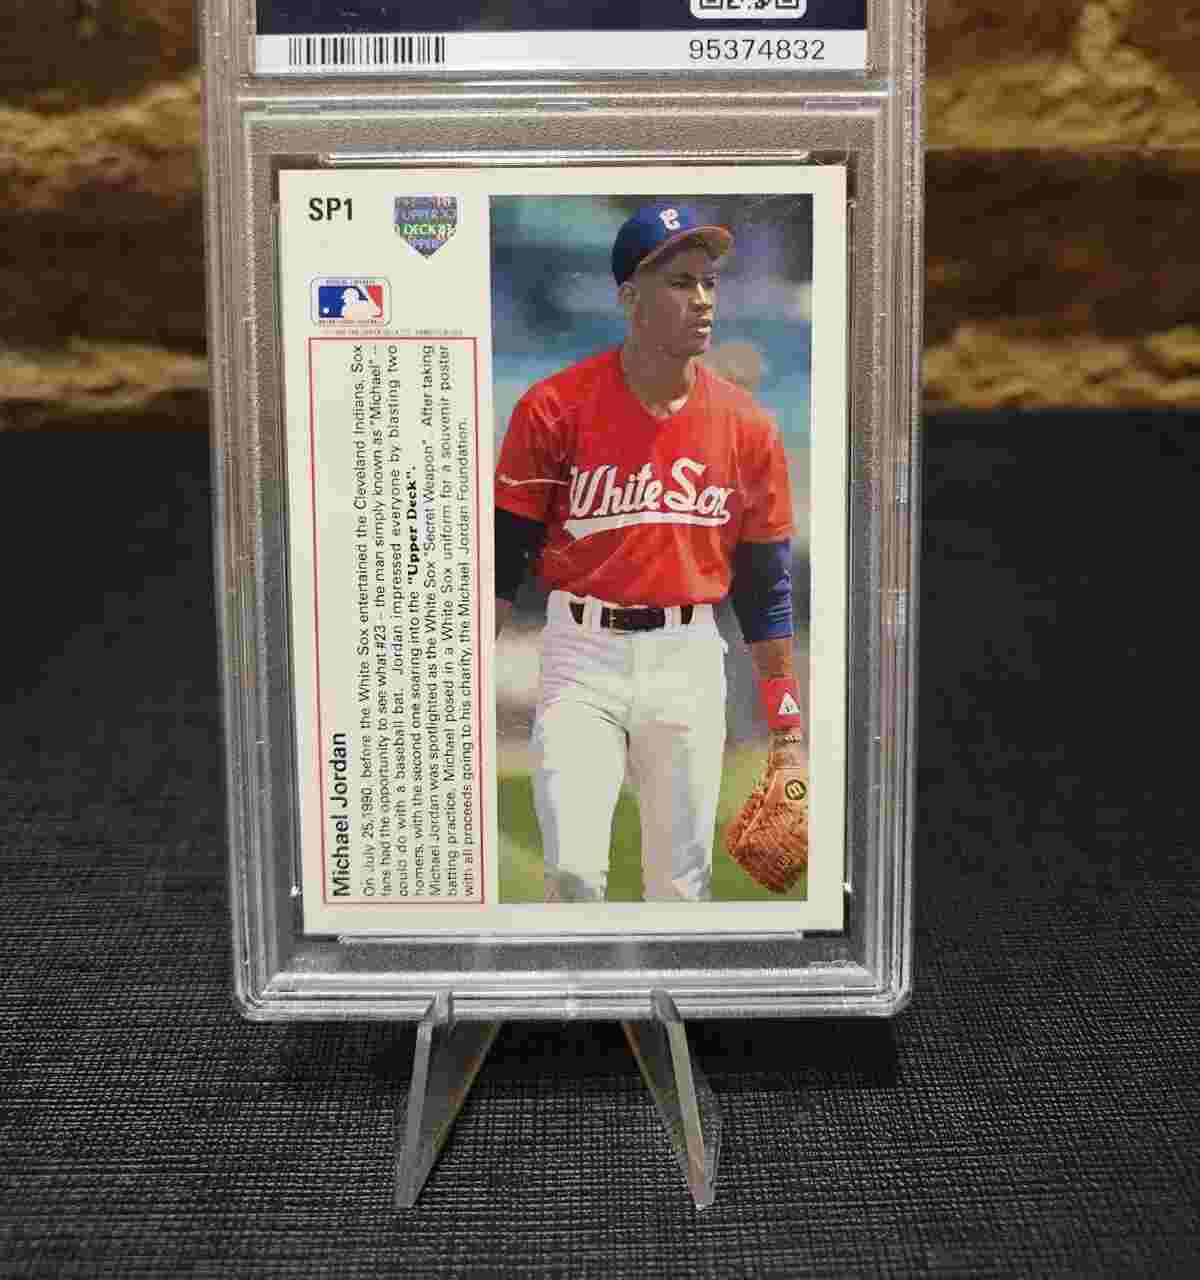 95374832
SP1
UPPER
DECK
UPPER
Michael Jordan
On July 25,1990, before the White Sox entertained the Cleveland Indians, Sox
fans had the opportunity to see what #23 – the man simply known as "Michael" –
could do with a baseball bat. Jordan impressed everyone by blasting two
homers, with the second one soaring into the "Upper Deck".
Michael Jordan was spotlighted as the White Sox "Secret Weapon". After taking
batting practice, Michael posed in a White Sox uniform for a souvenir poster
with all proceeds going to his charity, the Michael Jordan Foundation.
C
White Sox